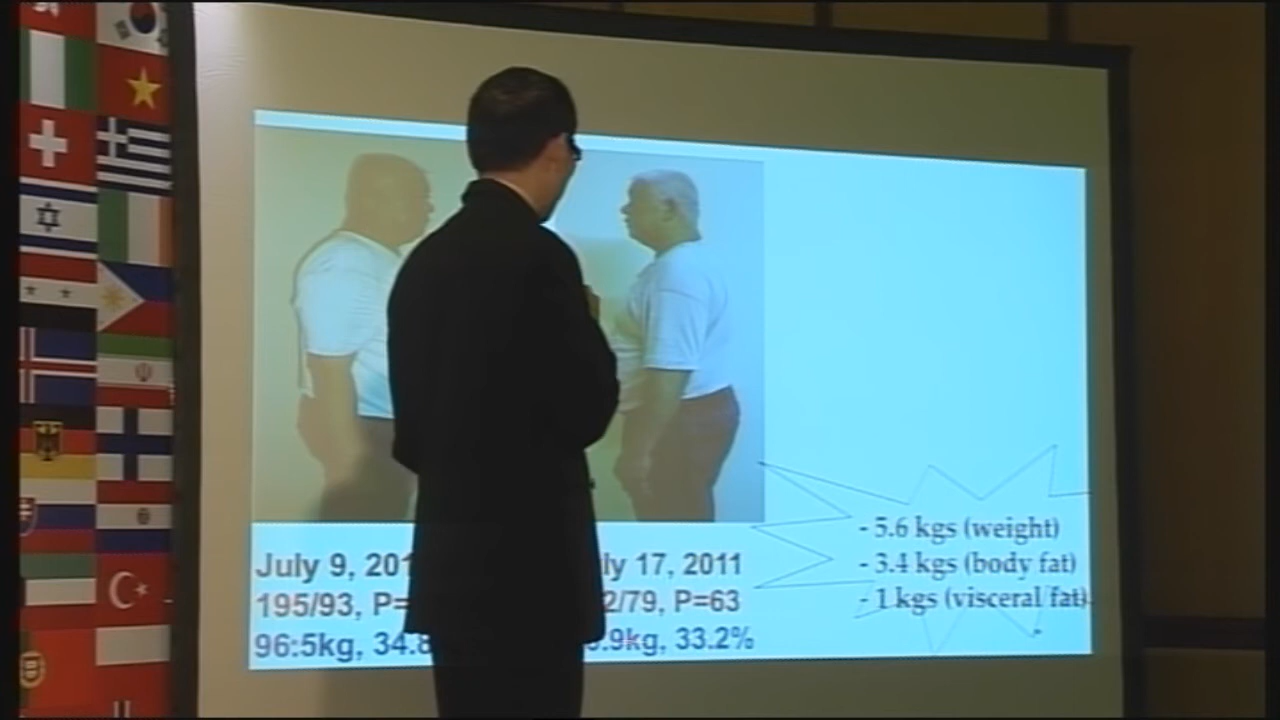 July 9, 201
ly 17, 2011
195/93, P=
2/79, P=63
96:5kg, 34.8
.9kg, 33.2%
- 5.6 kgs (weight)
- 3.4 kgs (body fat)
- 1 kgs (visceral fat)